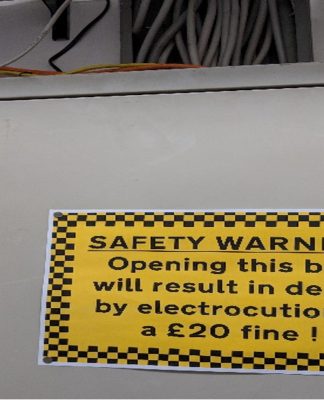 SAFETY WARN
Opening this b
will result in de
by electrocutio
a £20 fine !